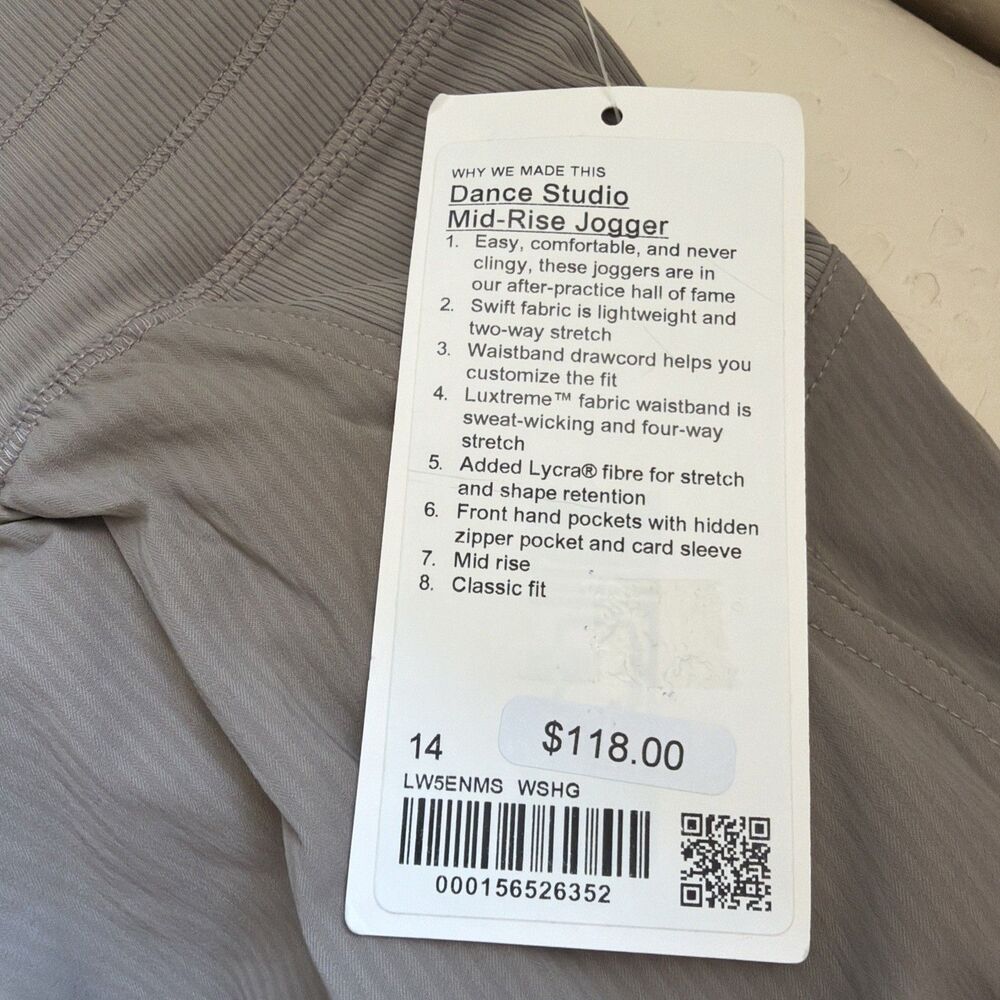 WHY WE MADE THIS
Dance Studio
Mid-Rise Jogger
1. Easy, comfortable, and never
clingy, these joggers are in
our after-practice hall of fame
2. Swift fabric is lightweight and
two-way stretch
3. Waistband drawcord helps you
customize the fit
4. Luxtreme™ fabric waistband is
sweat-wicking and four-way
stretch
5. Added Lycra® fibre for stretch
and shape retention
6. Front hand pockets with hidden
zipper pocket and card sleeve
7. Mid rise
8. Classic fit
14
$118.00
LW5ENMS WSHG
000156526352